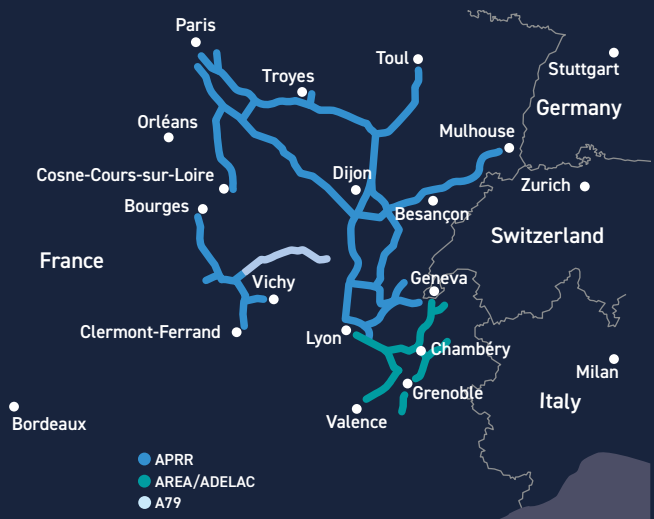 Paris
Toul
Troyes
Stuttgart
Germany
Orléans
Mulhouse
Cosne-Cours-sur-Loire
Dijon
Zurich
Bourges
Besançon
Switzerland
France
Vichy
Geneva
Clermont-Ferrand
Lyon
Chambéry
Milan
Grenoble
Italy
Valence
Bordeaux
APRR
AREA/ADELAC
A79